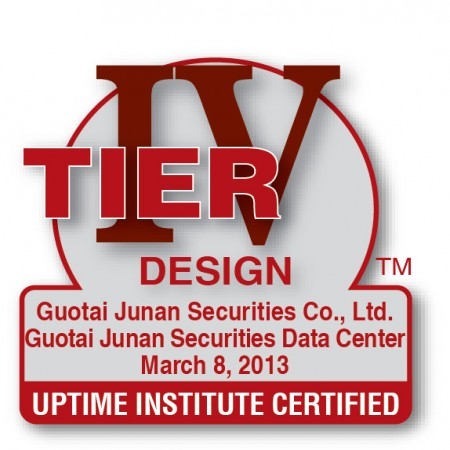 TIER IV
DESIGN
TM
Guotai Junan Securities Co., Ltd.
Guotai Junan Securities Data Center
March 8, 2013
UPTIME INSTITUTE CERTIFIED